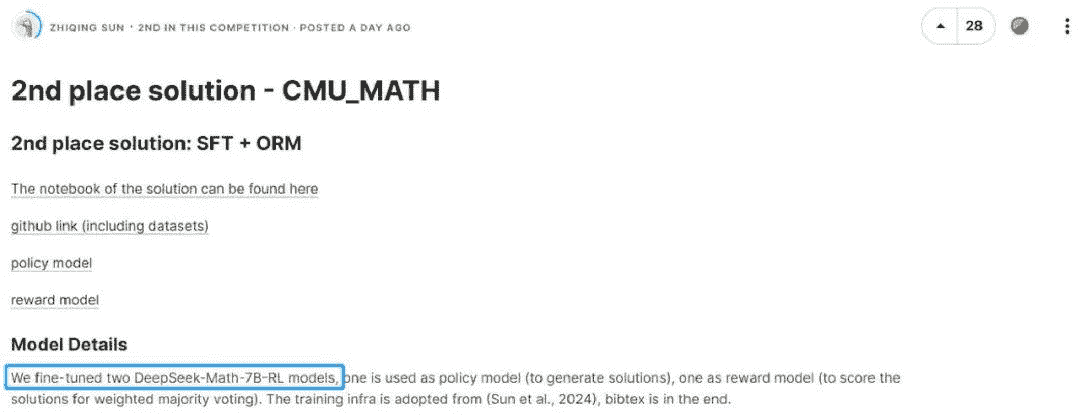 ZHIQING SUN · 2ND IN THIS COMPETITION · POSTED A DAY AGO
28
2nd place solution - CMU_MATH
2nd place solution: SFT + ORM
The notebook of the solution can be found here
github link (including datasets)
policy model
reward model
Model Details
We fine-tuned two DeepSeek-Math-7B-RL models, one is used as policy model (to generate solutions), one as reward model (to score the
solutions for weighted majority voting). The training infra is adopted from (Sun et al., 2024), bibtex is in the end.